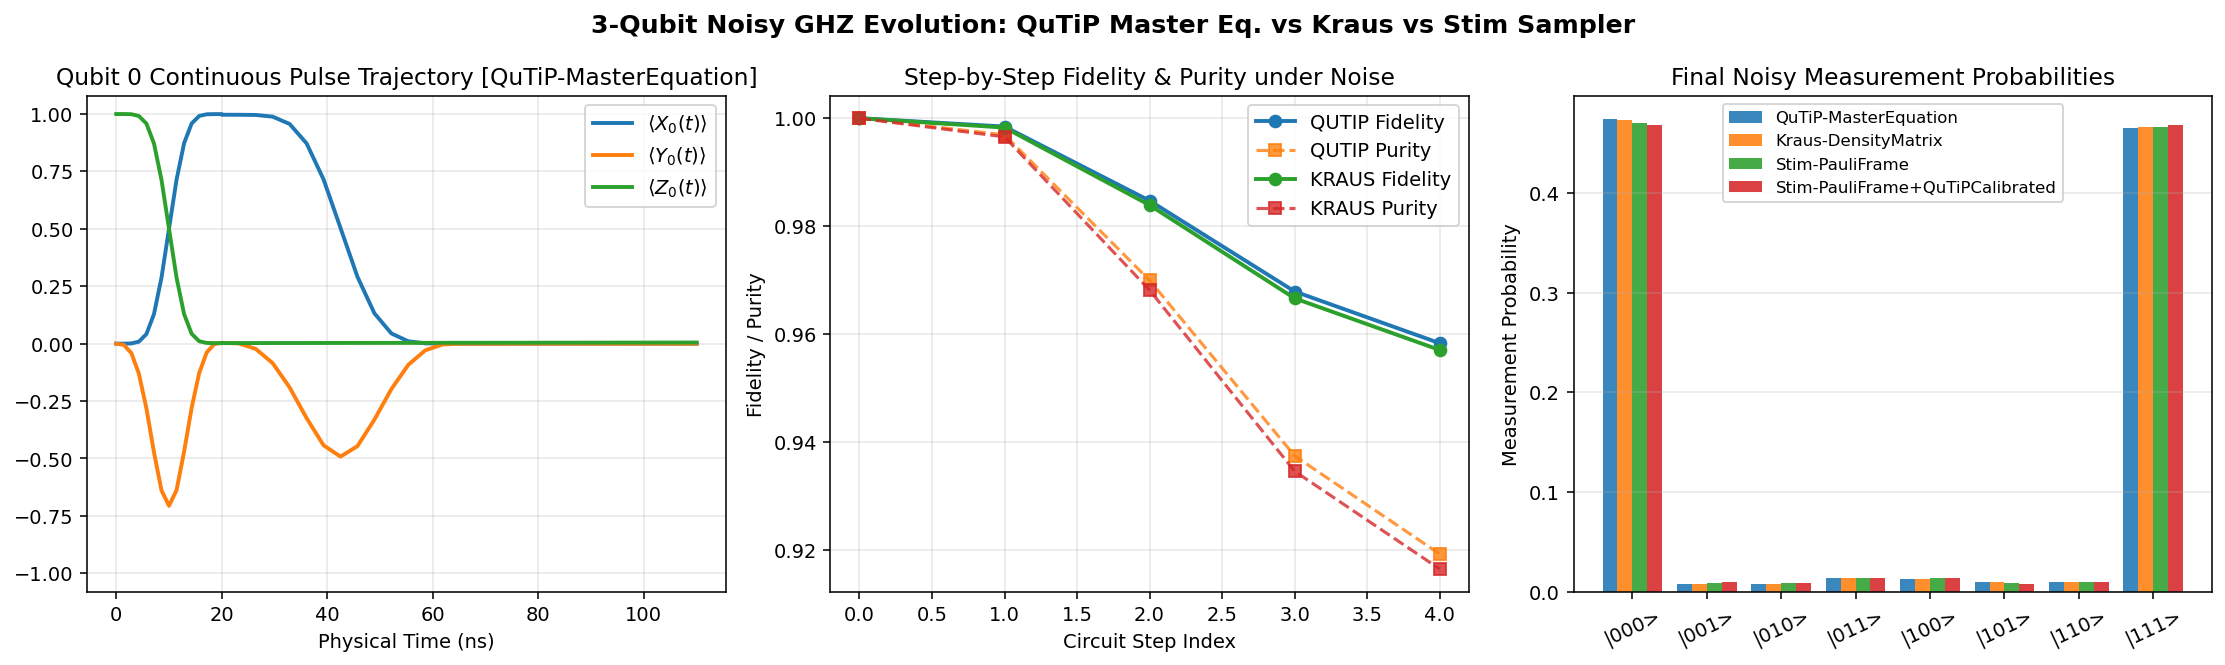 3-Qubit Noisy GHZ Evolution: QuTiP Master Eq. vs Kraus vs Stim Sampler
Qubit 0 Continuous Pulse Trajectory [QuTiP-MasterEquation]
1.00
0.75
0.50
0.25
0.00
−0.25
−0.50
−0.75
−1.00
⟨X₀(t)⟩
⟨Y₀(t)⟩
⟨Z₀(t)⟩
0 20 40 60 80 100
Physical Time (ns)
Step-by-Step Fidelity & Purity under Noise
Fidelity / Purity
1.00
0.98
0.96
0.94
0.92
QUTIP Fidelity
QUTIP Purity
KRAUS Fidelity
KRAUS Purity
0.0 0.5 1.0 1.5 2.0 2.5 3.0 3.5 4.0
Circuit Step Index
Final Noisy Measurement Probabilities
Measurement Probability
0.4
0.3
0.2
0.1
0.0
QuTiP-MasterEquation
Kraus-DensityMatrix
Stim-PauliFrame
Stim-PauliFrame+QuTiPCalibrated
|000> |001> |010> |011> |100> |101> |110> |111>